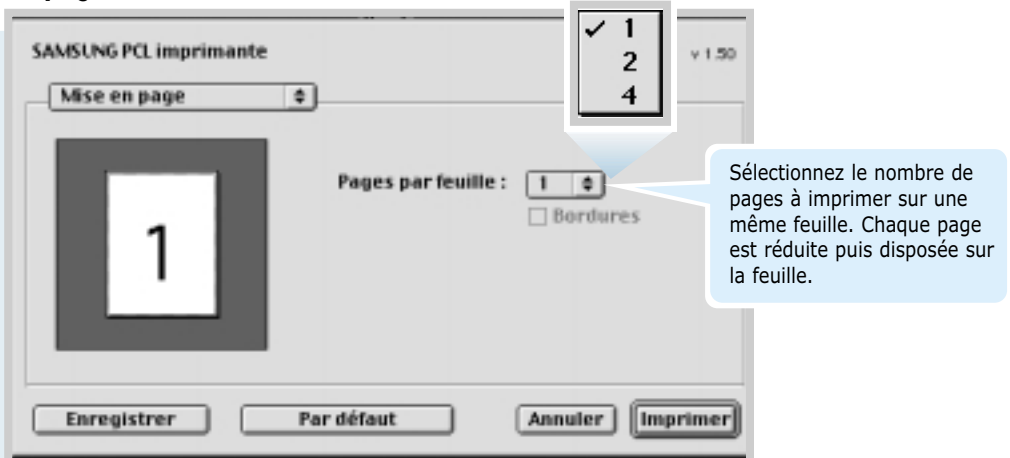 SAMSUNG PCL imprimante
v 1.50
✓ 1
2
4
Mise en page
1
Pages par feuille :
1
Bordures
Sélectionnez le nombre de
pages à imprimer sur une
même feuille. Chaque page
est réduite puis disposée sur
la feuille.
Enregistrer
Par défaut
Annuler
Imprimer